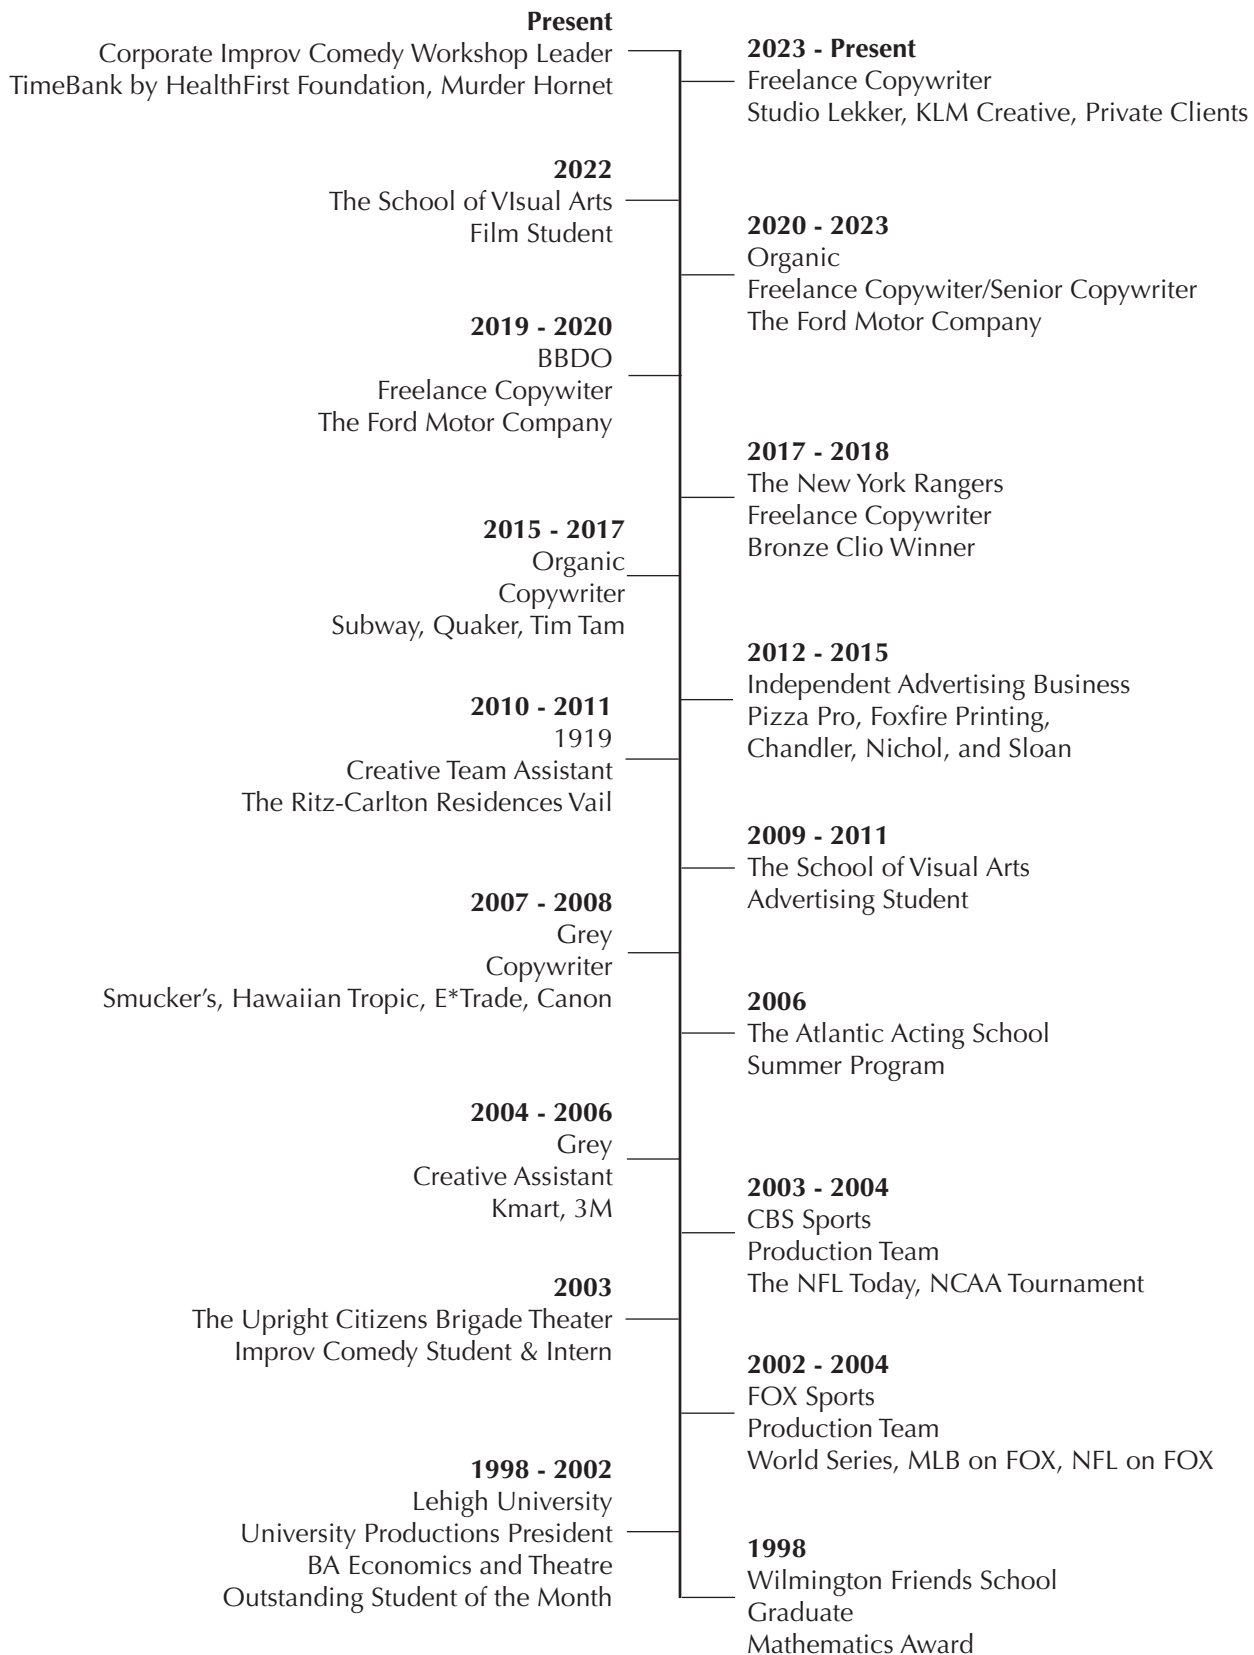 Present
Corporate Improv Comedy Workshop Leader
TimeBank by HealthFirst Foundation, Murder Hornet
2023 - Present
Freelance Copywriter
Studio Lekker, KLM Creative, Private Clients
2022
The School of VIsual Arts
Film Student
2020 - 2023
Organic
Freelance Copywiter/Senior Copywriter
The Ford Motor Company
2019 - 2020
BBDO
Freelance Copywiter
The Ford Motor Company
2017 - 2018
The New York Rangers
Freelance Copywriter
Bronze Clio Winner
2015 - 2017
Organic
Copywriter
Subway, Quaker, Tim Tam
2012 - 2015
Independent Advertising Business
Pizza Pro, Foxfire Printing,
Chandler, Nichol, and Sloan
2010 - 2011
1919
Creative Team Assistant
The Ritz-Carlton Residences Vail
2009 - 2011
The School of Visual Arts
Advertising Student
2007 - 2008
Grey
Copywriter
Smucker's, Hawaiian Tropic, E*Trade, Canon
2006
The Atlantic Acting School
Summer Program
2004 - 2006
Grey
Creative Assistant
Kmart, 3M
2003 - 2004
CBS Sports
Production Team
The NFL Today, NCAA Tournament
2003
The Upright Citizens Brigade Theater
Improv Comedy Student & Intern
2002 - 2004
FOX Sports
Production Team
World Series, MLB on FOX, NFL on FOX
1998 - 2002
Lehigh University
University Productions President
BA Economics and Theatre
Outstanding Student of the Month
1998
Wilmington Friends School
Graduate
Mathematics Award